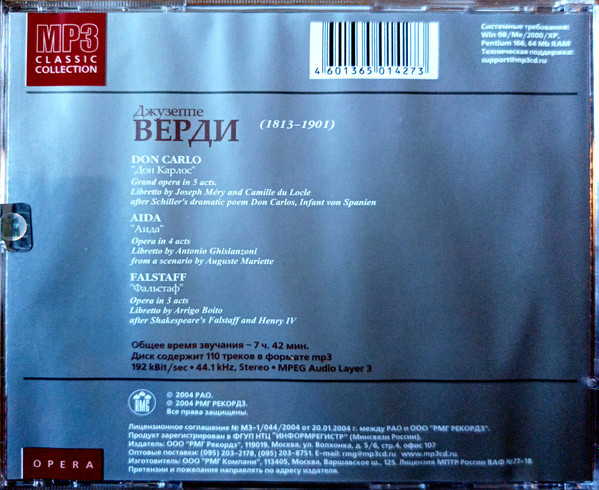 MP3
CLASSIC
COLLECTION
Системные требования:
Win 98/Me/2000/XP,
Pentium 166, 64 Mb RAM
Техническая поддержка:
support@mp3cd.ru
4 601365 014273
Джузеппе
ВЕРДИ (1813–1901)
DON CARLO
"Дон Карлос"
Grand opera in 5 acts.
Libretto by Joseph Méry and Camille du Locle
after Schiller's dramatic poem Don Carlos, Infant von Spanien
AIDA
"Аида"
Opera in 4 acts
Libretto by Antonio Ghislanzoni
from a scenario by Auguste Mariette
FALSTAFF
"Фальстаф"
Opera in 3 acts
Libretto by Arrigo Boito
after Shakespeare's Falstaff and Henry IV
Общее время звучания – 7 ч. 42 мин.
Диск содержит 110 треков в формате mp3
192 kBit/sec • 44.1 kHz, Stereo • MPEG Audio Layer 3
© 2004 РАО.
℗ 2004 РМГ РЕКОРДЗ.
Все права защищены.
Лицензионное соглашение № МЗ-1/044/2004 от 20.01.2004 г. между РАО и ООО "РМГ РЕКОРДЗ".
Продукт зарегистрирован в ФГУП НТЦ "ИНФОРМРЕГИСТР" (Минсвязи России).
Издатель: ООО "РМГ Рекордз", 119019, Москва, ул. Волхонка, д. 5/6, стр.4, офис 107
Оптовые поставки: (095) 203-2178, (095) 203-8751. E-mail: rmg@mp3cd.ru www.mp3cd.ru
Изготовитель: ООО "РМГ Компани", 113405, Москва, Варшавское ш., 125. Лицензия МПТР России ВАФ №77-18.
Претензии и пожелания направлять по адресу издателя.
OPERA